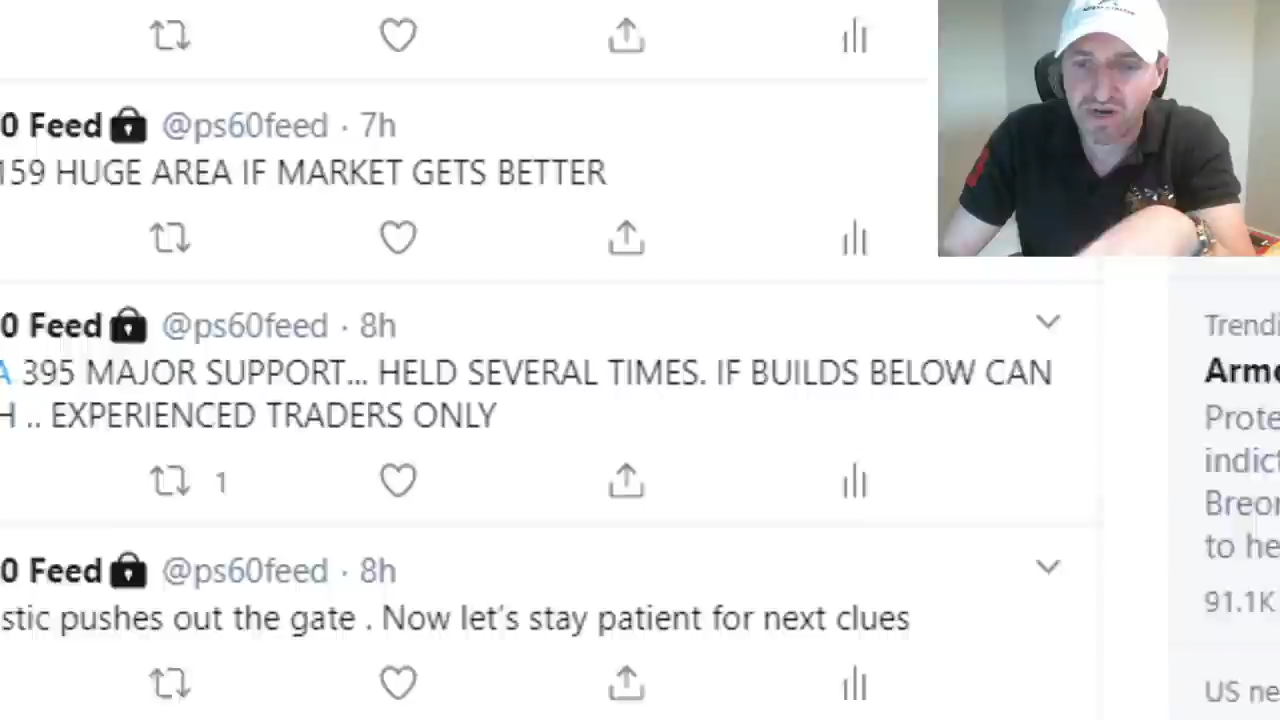 0 Feed @ps60feed · 7h
159 HUGE AREA IF MARKET GETS BETTER
0 Feed @ps60feed · 8h
A 395 MAJOR SUPPORT... HELD SEVERAL TIMES. IF BUILDS BELOW CAN
H .. EXPERIENCED TRADERS ONLY
1
0 Feed @ps60feed · 8h
stic pushes out the gate . Now let's stay patient for next clues
Trendi
Arme
Prote
indict
Breor
to he
91.1K
US ne